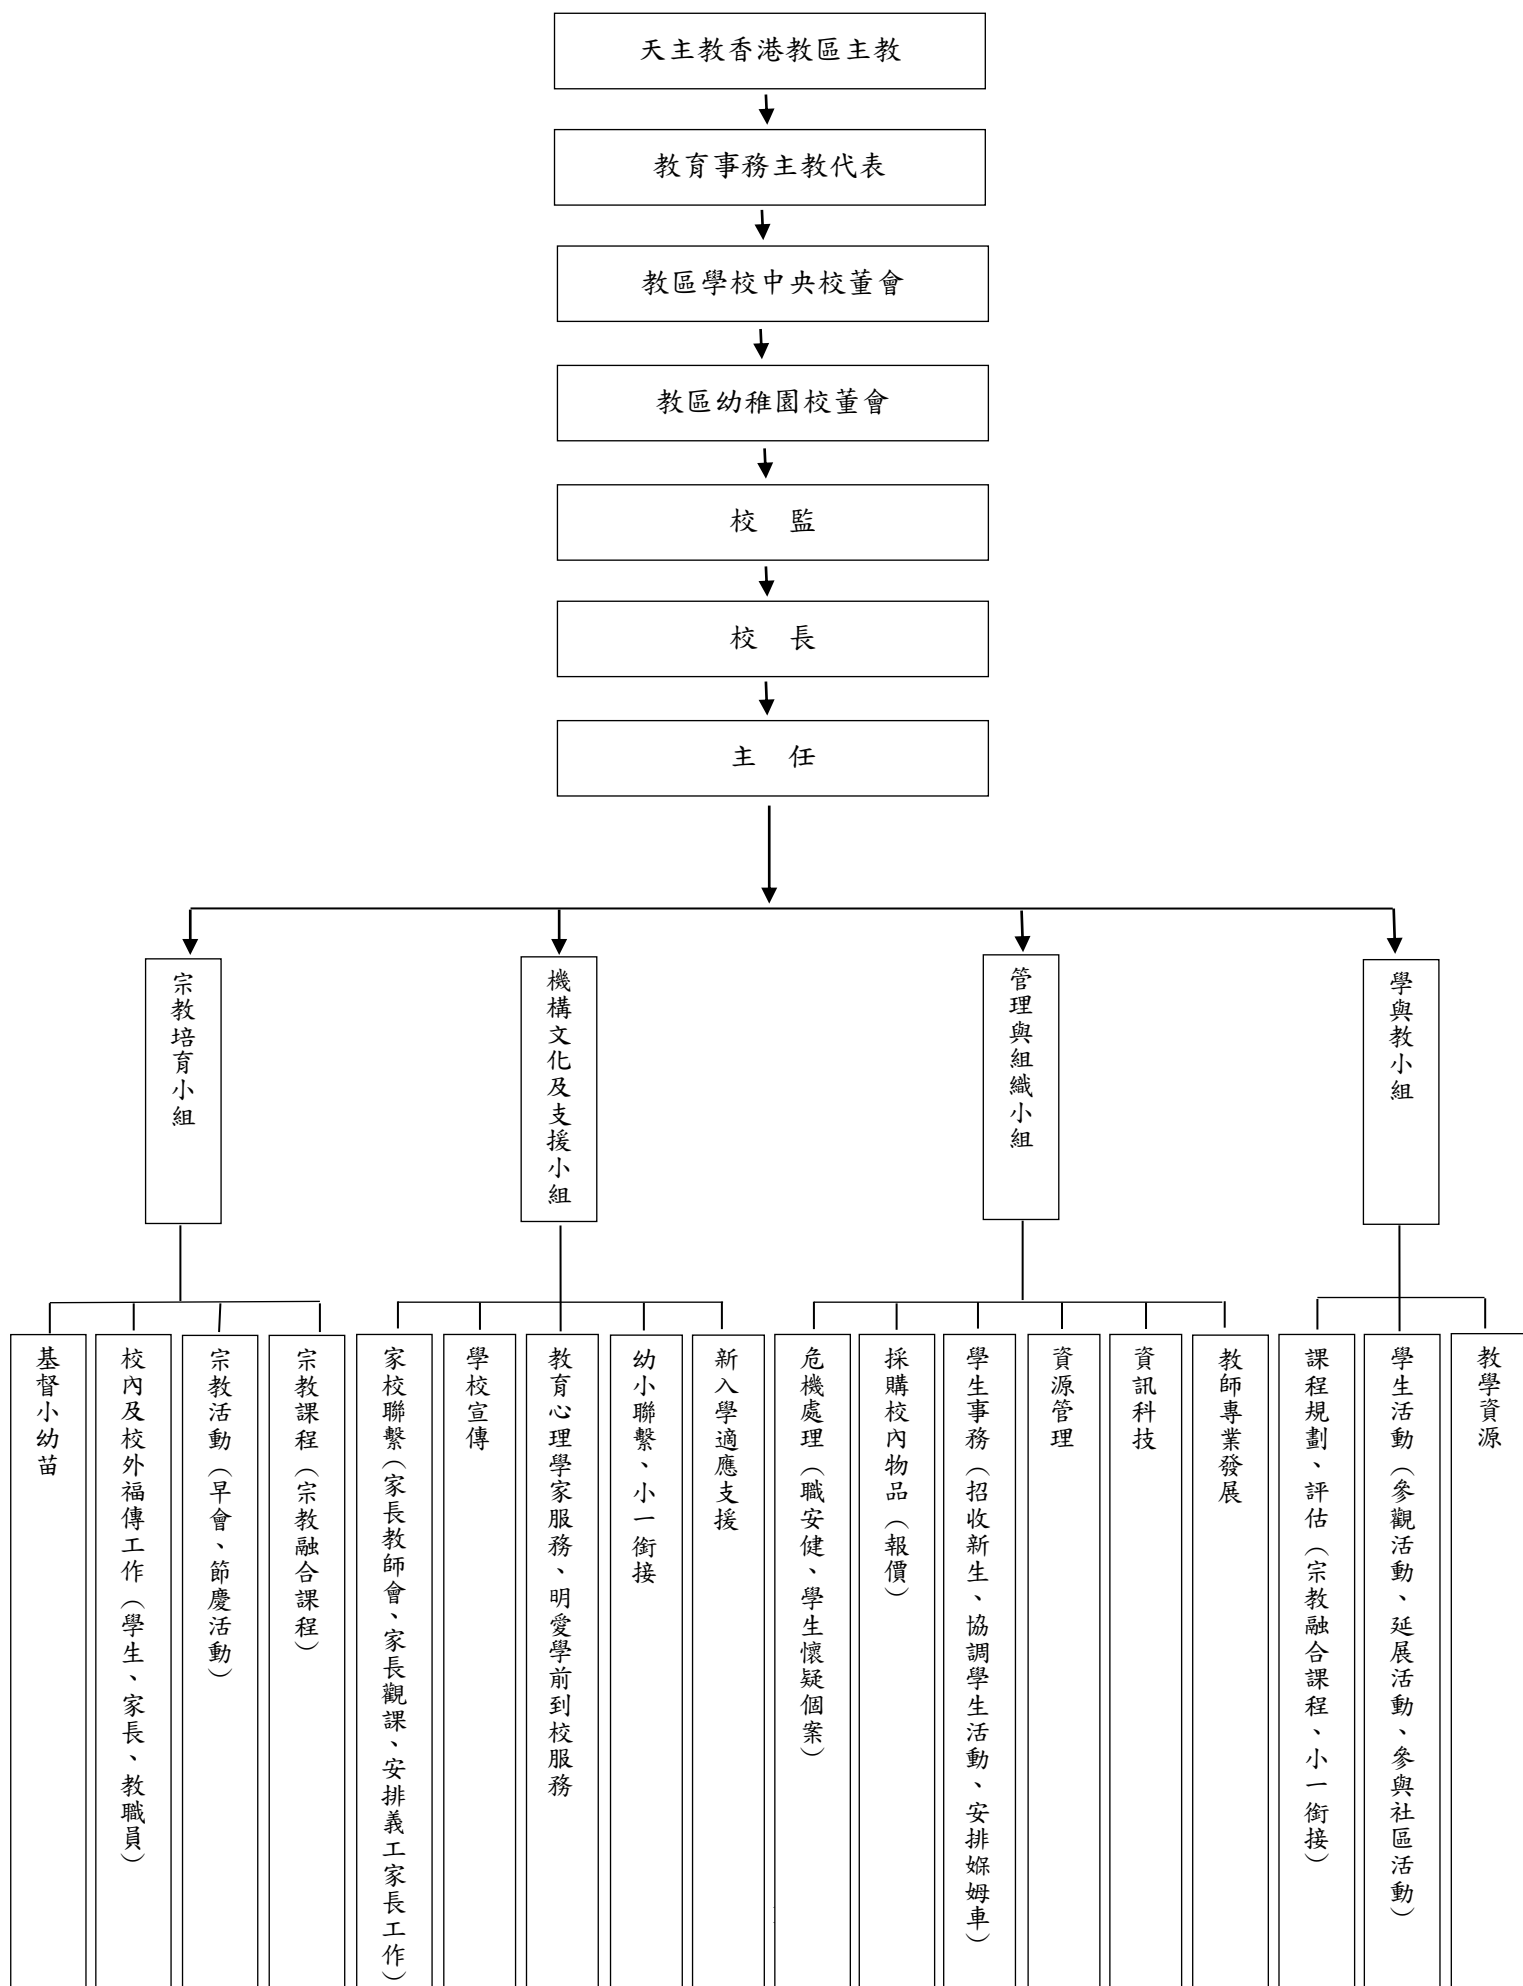 天主教香港教區主教
教育事務主教代表
教區學校中央校董會
教區幼稚園校董會
校　監
校　長
主　任
宗教培育小組
機構文化及支援小組
管理與組織小組
學與教小組
基督小幼苗
校內及校外福傳工作（學生、家長、教職員）
宗教活動（早會、節慶活動）
宗教課程（宗教融合課程）
家校聯繫（家長教師會、家長觀課、安排義工家長工作）
學校宣傳
教育心理學家服務、明愛學前到校服務
幼小聯繫、小一銜接
新入學適應支援
危機處理（職安健、學生懷疑個案）
採購校內物品（報價）
學生事務（招收新生、協調學生活動、安排媬姆車）
資源管理
資訊科技
教師專業發展
課程規劃、評估（宗教融合課程、小一銜接）
學生活動（參觀活動、延展活動、參與社區活動）
教學資源